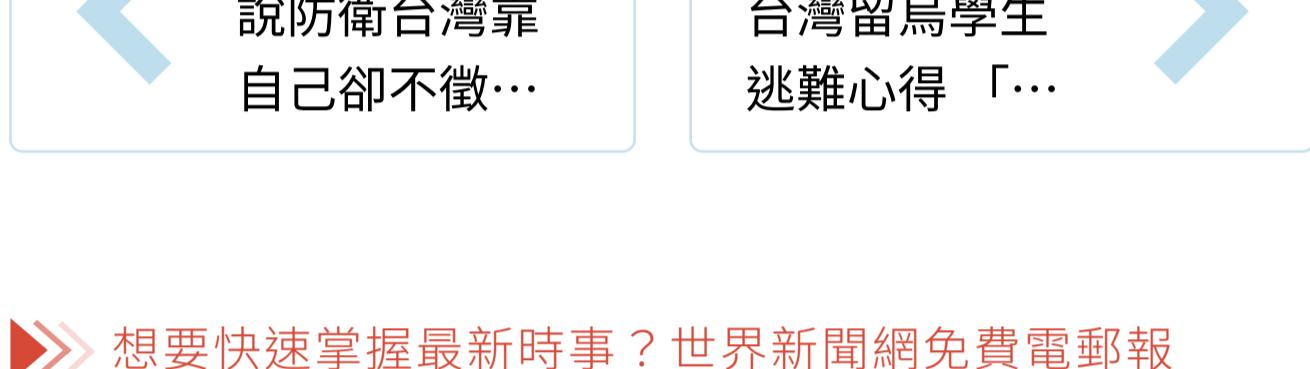 說防衛台灣靠
自己卻不徵…
台灣留烏學生
逃難心得 「…
想要快速掌握最新時事？世界新聞網免費電郵報